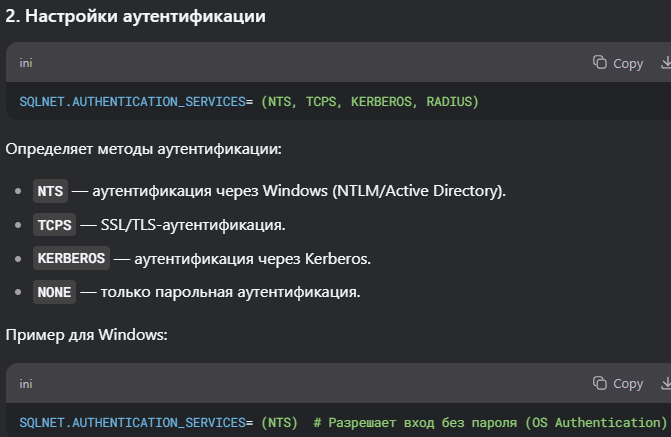 2. Настройки аутентификации
ini
Copy
SQLNET.AUTHENTICATION_SERVICES= (NTS, TCPS, KERBEROS, RADIUS)
Определяет методы аутентификации:
• NTS — аутентификация через Windows (NTLM/Active Directory).
• TCPS — SSL/TLS-аутентификация.
• KERBEROS — аутентификация через Kerberos.
• NONE — только парольная аутентификация.
Пример для Windows:
ini
Copy
SQLNET.AUTHENTICATION_SERVICES= (NTS)  # Разрешает вход без пароля (OS Authentication)